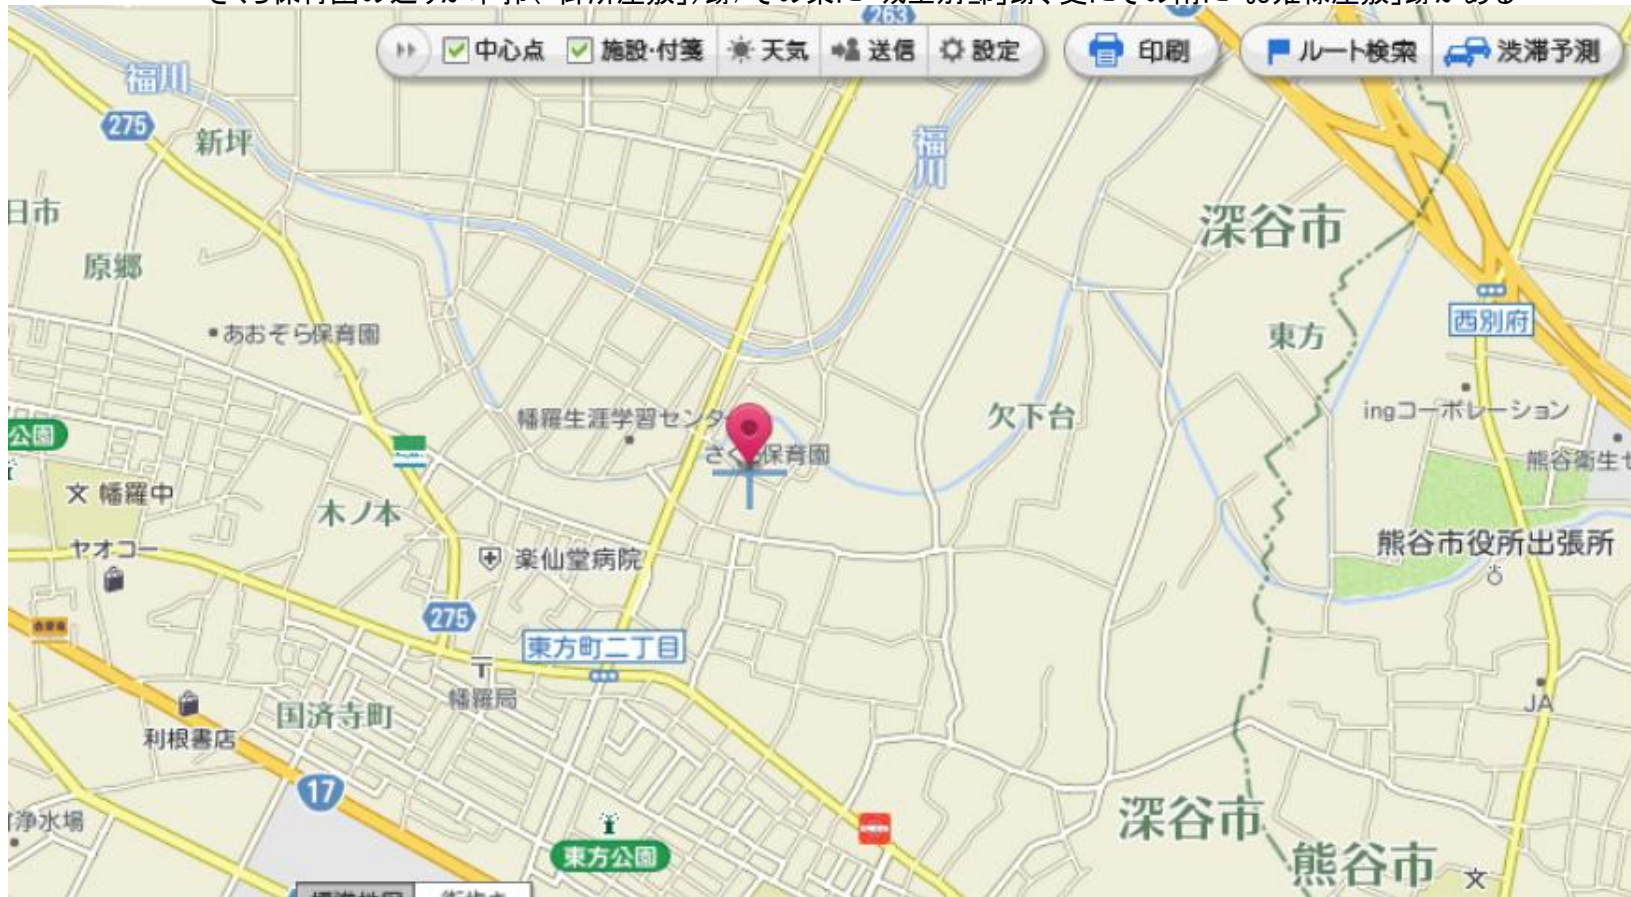 263
中心点 施設・付箋 天気 送信 設定 印刷 ルート検索 渋滞予測
福川
275
新坪
福川
深谷市
日市
原郷
西別府
あおぞら保育園
東方
ingコーポレーション
幡羅生涯学習センター
欠下台
公園
さくら保育園
熊谷衛生セ
文 幡羅中
木ノ本
ヤオコー
楽仙堂病院
熊谷市役所出張所
275
東方町二丁目
〒
幡羅局
国済寺町
JA
利根書店
17
浄水場
深谷市
東方公園
熊谷市
文